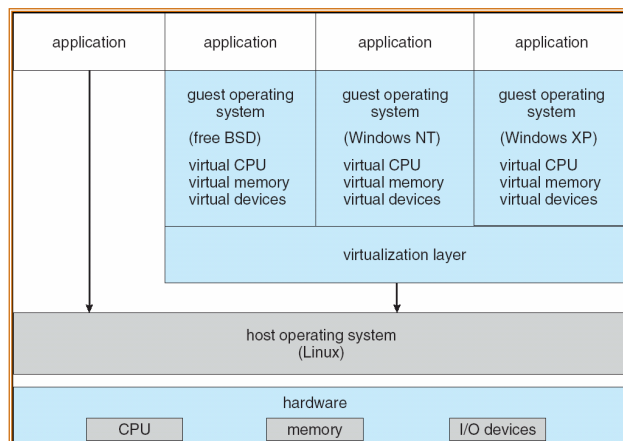 application
application
application
application
guest operating
system
(free BSD)
virtual CPU
virtual memory
virtual devices
guest operating
system
(Windows NT)
virtual CPU
virtual memory
virtual devices
guest operating
system
(Windows XP)
virtual CPU
virtual memory
virtual devices
virtualization layer
host operating system
(Linux)
hardware
CPU
memory
I/O devices